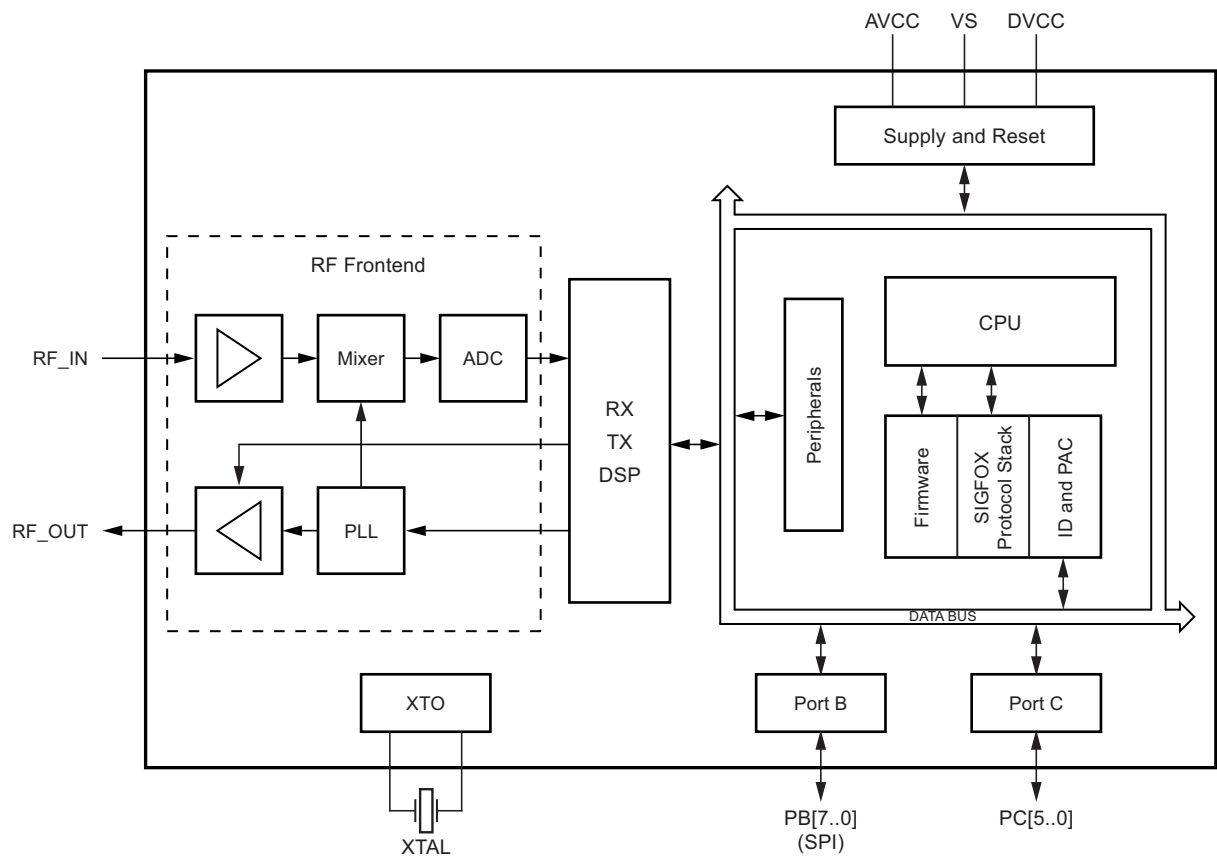 AVCC VS DVCC
Supply and Reset
RF Frontend
CPU
RF_IN
Mixer
ADC
RX
TX
DSP
Peripherals
Firmware
SIGFOX
Protocol Stack
ID and PAC
RF_OUT
PLL
DATA BUS
XTO
Port B
Port C
XTAL
PB[7..0]
(SPI)
PC[5..0]